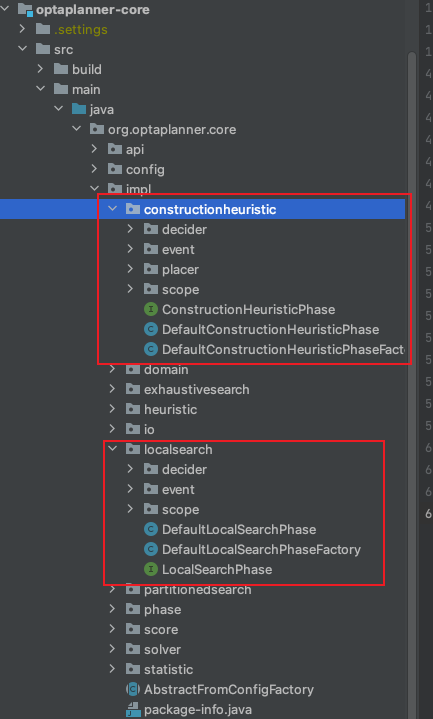 optaplanner-core
.settings
src
build
main
java
org.optaplanner.core
api
config
impl
constructionheuristic
decider
event
placer
scope
ConstructionHeuristicPhase
DefaultConstructionHeuristicPhase
DefaultConstructionHeuristicPhaseFact
domain
exhaustivesearch
heuristic
io
localsearch
decider
event
scope
DefaultLocalSearchPhase
DefaultLocalSearchPhaseFactory
LocalSearchPhase
partitionedsearch
phase
score
solver
statistic
AbstractFromConfigFactory
package-info.java